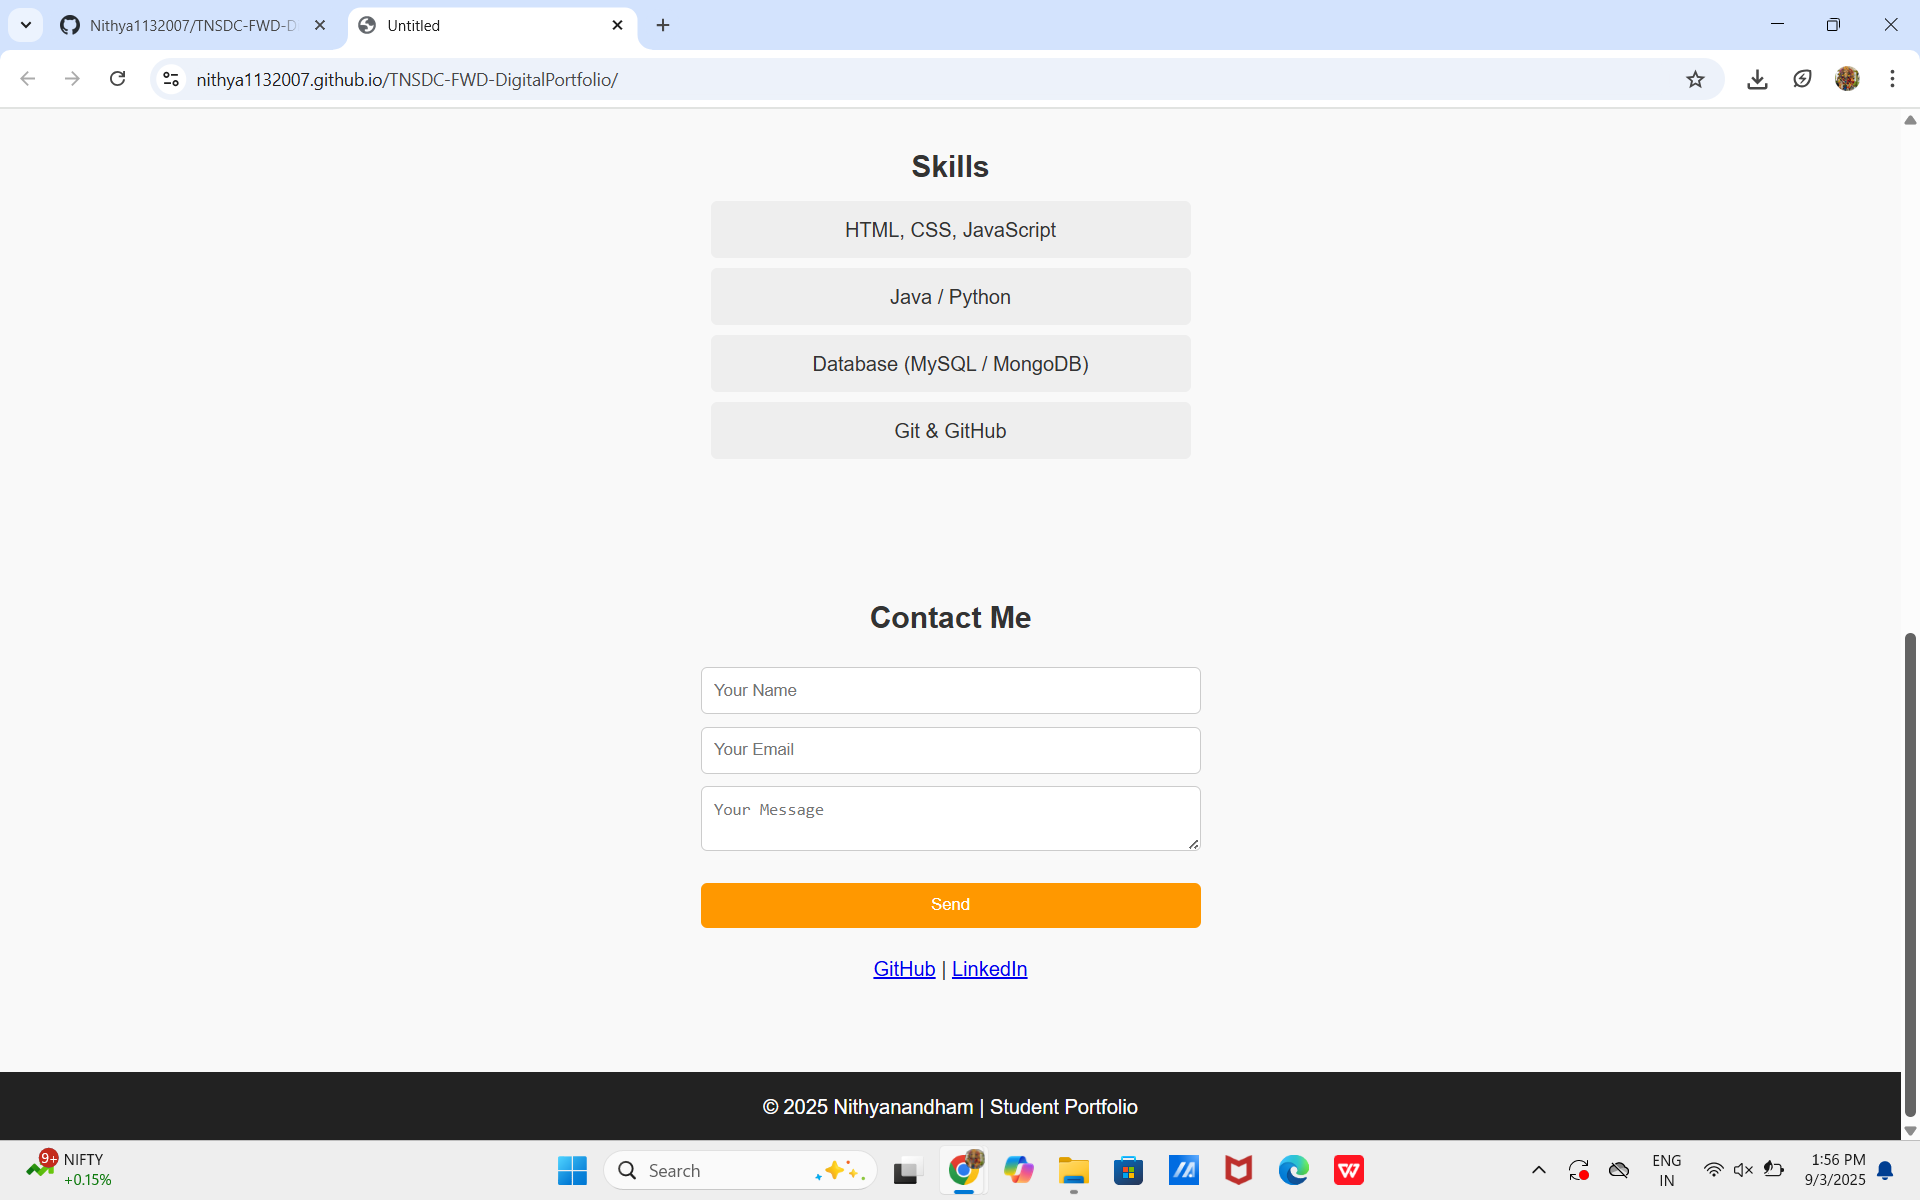 Nithya1132007/TNSDC-FWD-D
Untitled
nithya1132007.github.io/TNSDC-FWD-DigitalPortfolio/
Skills
HTML, CSS, JavaScript
Java / Python
Database (MySQL / MongoDB)
Git & GitHub
Contact Me
Your Name
Your Email
Your Message
Send
GitHub | LinkedIn
© 2025 Nithyanandham | Student Portfolio
9+
NIFTY
+0.15%
Search
ENG
IN
1:56 PM
9/3/2025